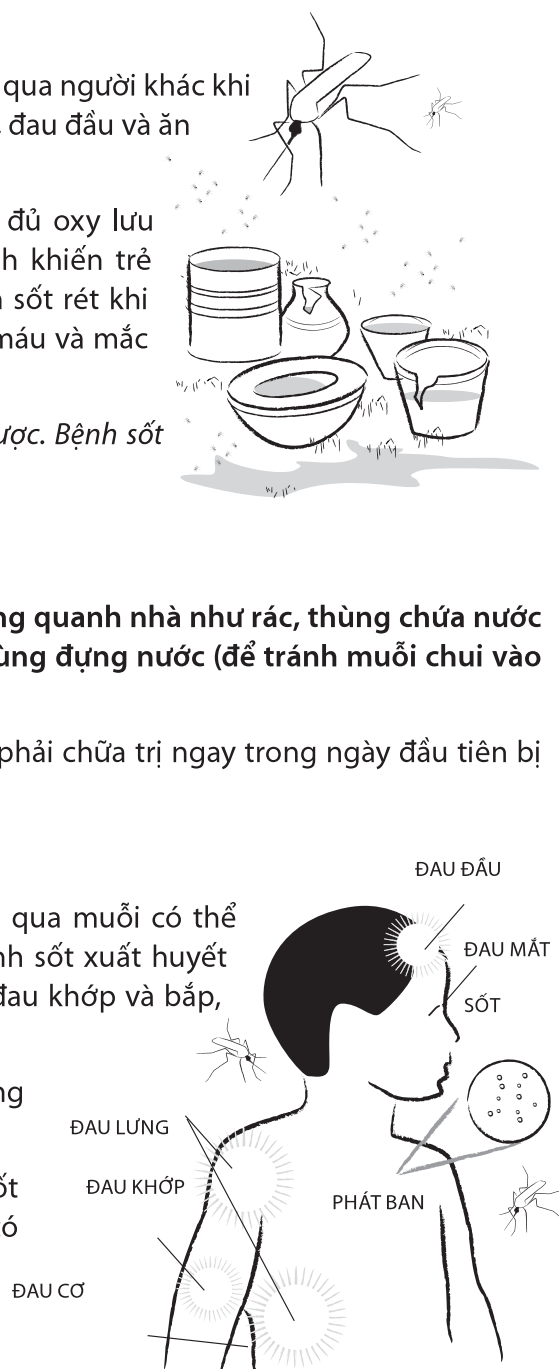 qua người khác khi
đau đầu và ăn
đủ oxy lưu
h khiến trẻ
sốt rét khi
máu và mắc
ược. Bệnh sốt
ng quanh nhà như rác, thùng chứa nước
ùng đựng nước (để tránh muỗi chui vào
phải chữa trị ngay trong ngày đầu tiên bị
ĐAU ĐẦU
qua muỗi có thể
nh sốt xuất huyết
đau khớp và bắp,
ĐAU MẮT
SỐT
ng
ĐAU LƯNG
ốt
ĐAU KHỚP
PHÁT BAN
ó
ĐAU CƠ